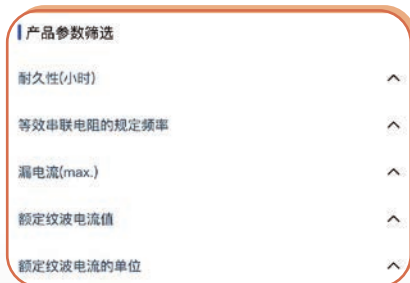 产品参数筛选
耐久性(小时)
等效串联电阻的规定频率
漏电流(max.)
额定纹波电流值
额定纹波电流的单位